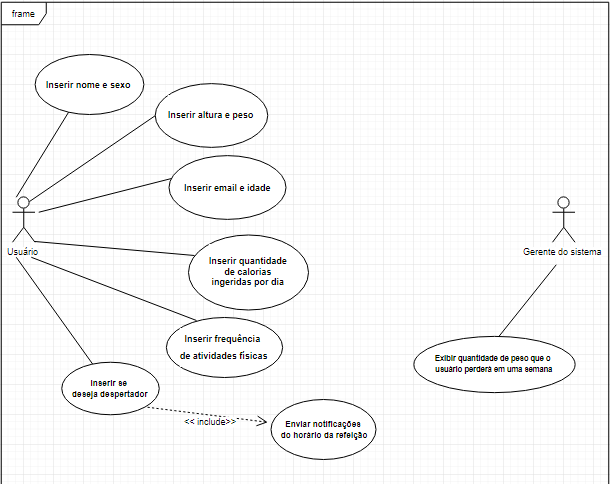 frame
Inserir nome e sexo
Inserir altura e peso
Inserir email e idade
Usuário
Gerente do sistema
Inserir quantidade
de calorias
ingeridas por dia
Inserir frequência
de atividades físicas
Exibir quantidade de peso que o
usuário perderá em uma semana
Inserir se
deseja despertador
<< include>>
Enviar notificações
do horário da refeição